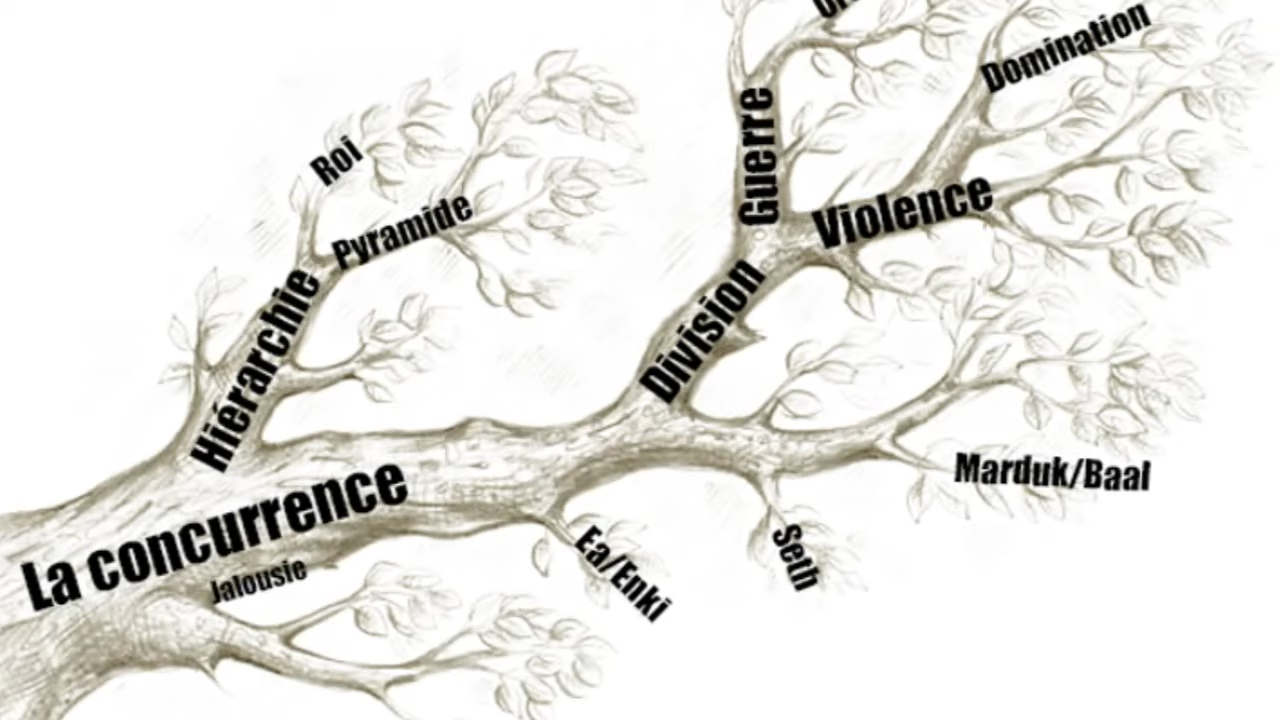 Domination
Guerre
Roi
Violence
Pyramide
Division
Hiérarchie
La concurrence
Marduk/Baal
Jalousie
Ea/Enki
Seth